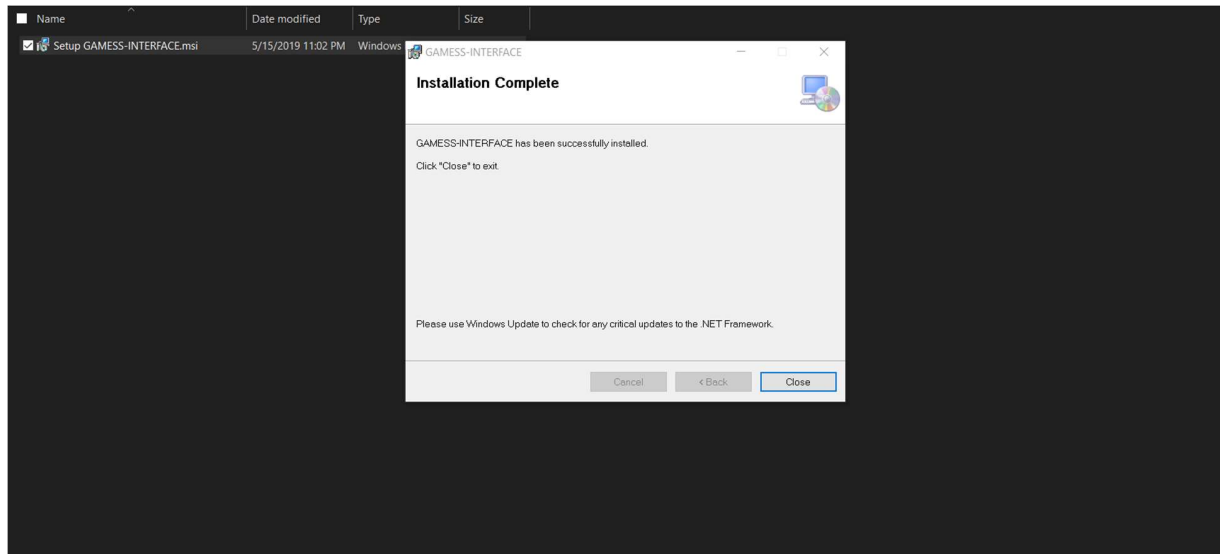 Name Date modified Type Size
Setup GAMESS-INTERFACE.msi 5/15/2019 11:02 PM Windows
GAMESS-INTERFACE
Installation Complete
GAMESS-INTERFACE has been successfully installed.
Click "Close" to exit.
Please use Windows Update to check for any critical updates to the .NET Framework.
Cancel < Back Close